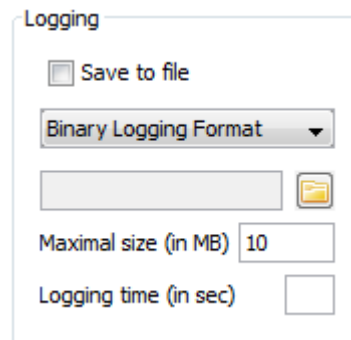 Logging
Save to file
Binary Logging Format
Maximal size (in MB) 10
Logging time (in sec)